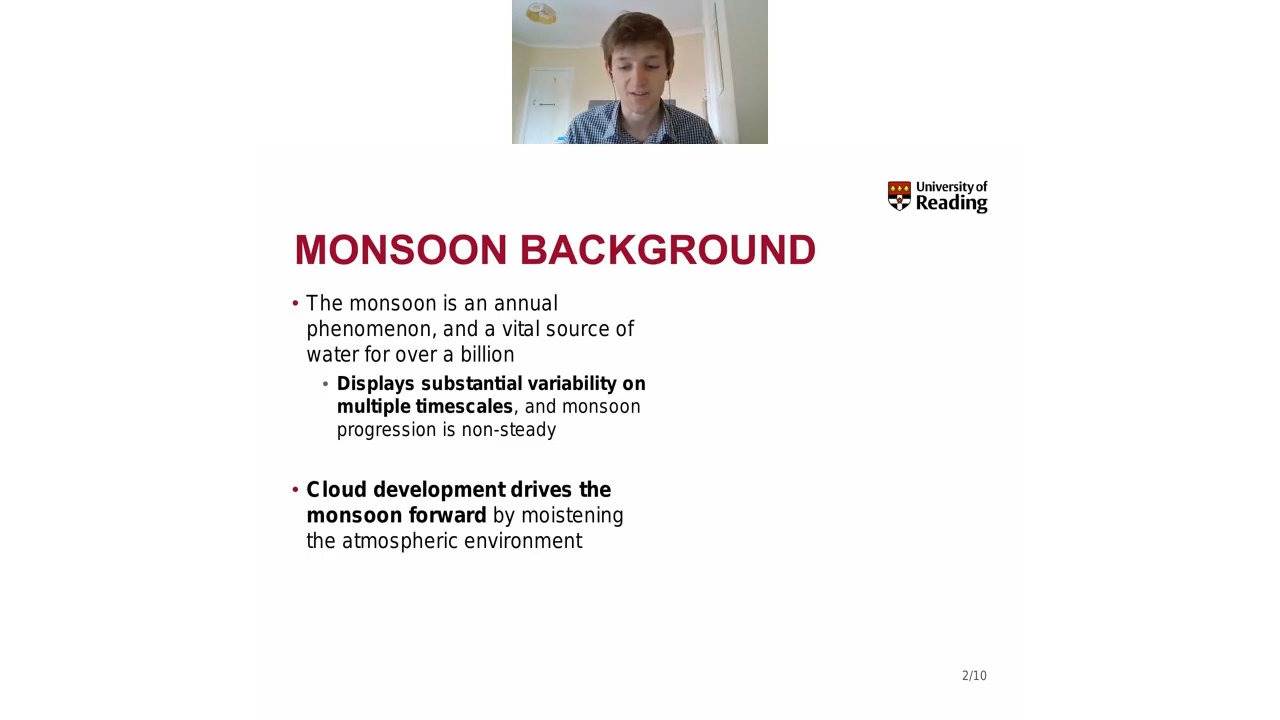 University of
Reading
MONSOON BACKGROUND
• The monsoon is an annual
phenomenon, and a vital source of
water for over a billion
• Displays substantial variability on
multiple timescales, and monsoon
progression is non-steady
• Cloud development drives the
monsoon forward by moistening
the atmospheric environment
2/10